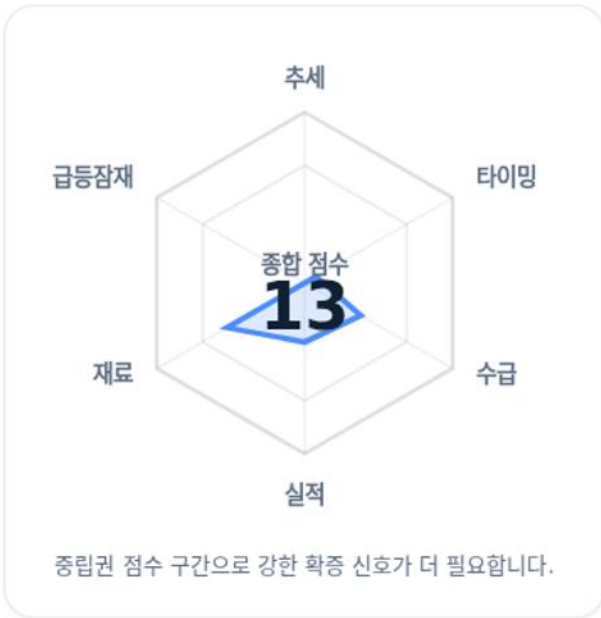 추세
급등잠재
타이밍
종합 점수
13
재료
수급
실적
중립권 점수 구간으로 강한 확증 신호가 더 필요합니다.